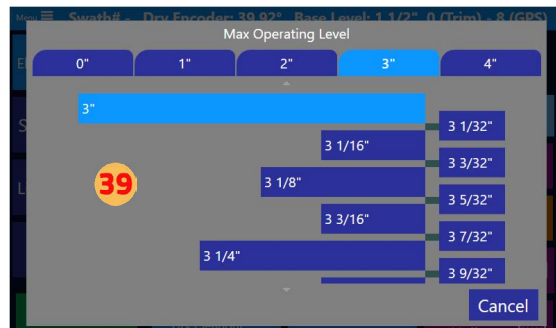 Menu Swath# - Dry Encoder: 39.92° Base Level: 1 1/2" 0 (Trim) - 8 (GPS)
Max Operating Level
0" 1" 2" 3" 4"
3"
3 1/32"
3 1/16"
3 3/32"
39
3 1/8"
3 5/32"
3 3/16"
3 7/32"
3 1/4"
3 9/32"
Cancel